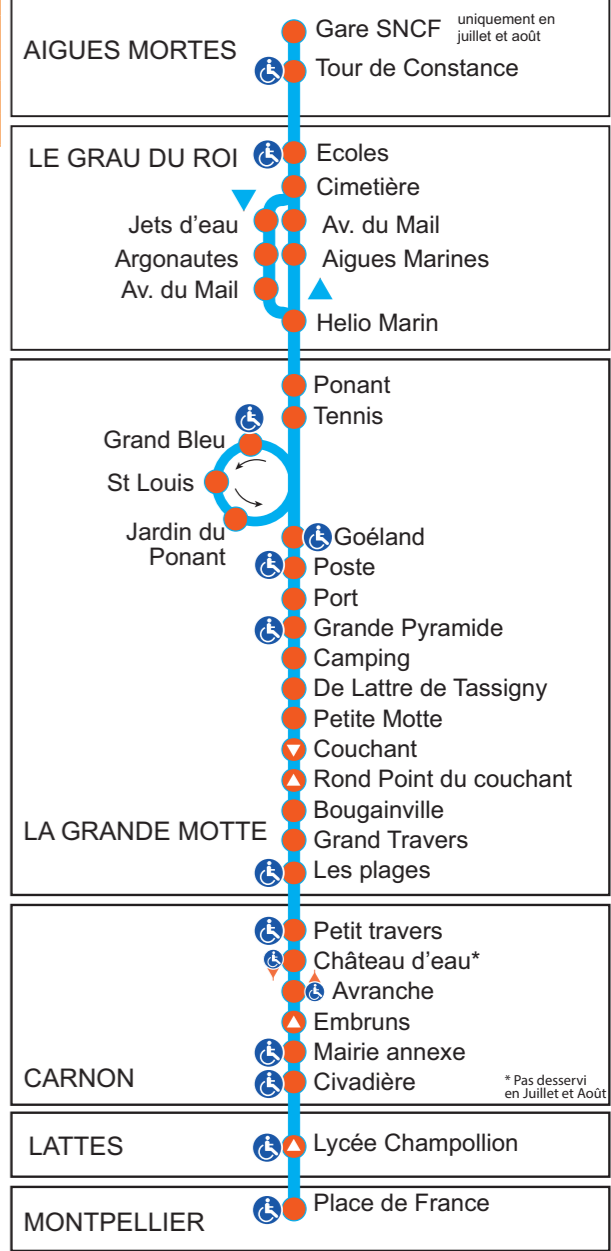 AIGUES MORTES
Gare SNCF
uniquement en
juillet et août
Tour de Constance
LE GRAU DU ROI
Ecoles
Cimetière
Jets d'eau
Av. du Mail
Argonautes
Aigues Marines
Av. du Mail
Helio Marin
Ponant
Tennis
Grand Bleu
St Louis
Jardin du
Ponant
Goéland
Poste
Port
Grande Pyramide
Camping
De Lattre de Tassigny
Petite Motte
Couchant
Rond Point du couchant
Bougainville
LA GRANDE MOTTE
Grand Travers
Les plages
Petit travers
Château d'eau*
Avranche
Embruns
Mairie annexe
CARNON
Civadière
* Pas desservi
en Juillet et Août
LATTES
Lycée Champollion
MONTPELLIER
Place de France